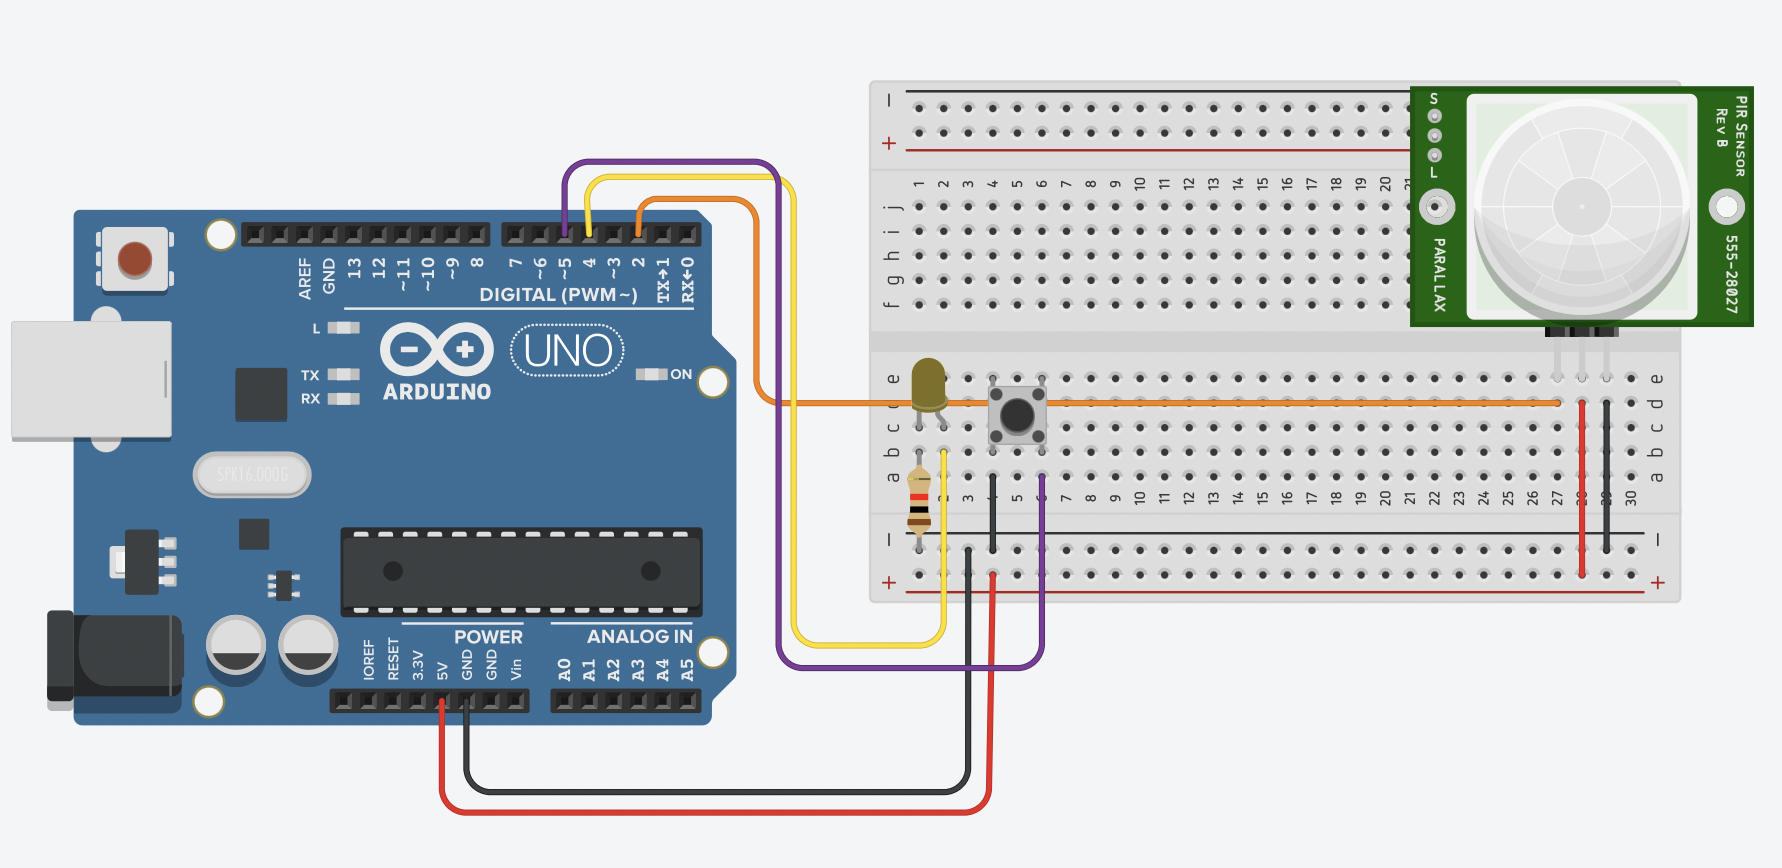 AREF
GND
13
12
~11
~10
~9
8
7
~6
~5
4
~3
2
TX→1
RX←0
DIGITAL (PWM~)
L
TX
RX
ARDUINO
UNO
ON
SPK16.000G
POWER
ANALOG IN
IOREF
RESET
3.3V
5V
GND
GND
Vin
A0
A1
A2
A3
A4
A5
−
+
1 2 3 4 5 6 7 8 9 10 11 12 13 14 15 16 17 18 19 20 21
j
i
h
g
f
S
L
PARALLAX
PIR SENSOR
REV B
555-28027
e e
d
c c
b b
a a
2 3 4 5 6 7 8 9 10 11 12 13 14 15 16 17 18 19 20 21 22 23 24 25 26 27 28 29 30
− −
+ +